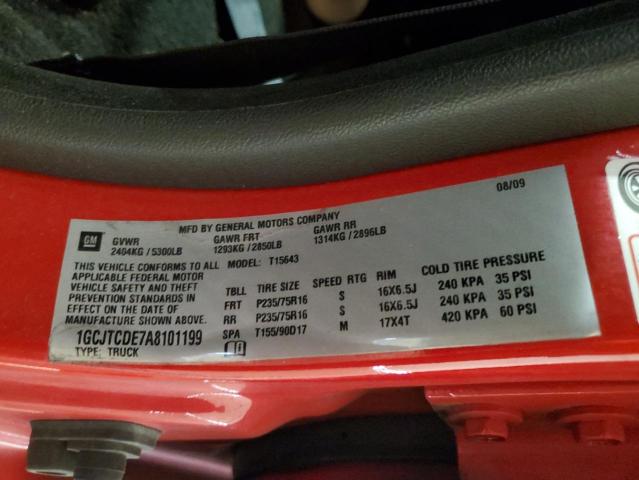 MFD BY GENERAL MOTORS COMPANY 08/09
GM GVWR GAWR FRT GAWR RR
2404KG / 5300LB 1293KG / 2850LB 1314KG / 2896LB
THIS VEHICLE CONFORMS TO ALL MODEL: T15643
APPLICABLE FEDERAL MOTOR
VEHICLE SAFETY AND THEFT
PREVENTION STANDARDS IN
EFFECT ON THE DATE OF
MANUFACTURE SHOWN ABOVE.
TBLL TIRE SIZE SPEED RTG RIM COLD TIRE PRESSURE
FRT P235/75R16 S 16X6.5J 240 KPA 35 PSI
RR P235/75R16 S 16X6.5J 240 KPA 35 PSI
SPA T155/90D17 M 17X4T 420 KPA 60 PSI
1GCJTCDE7A8101199
TYPE: TRUCK